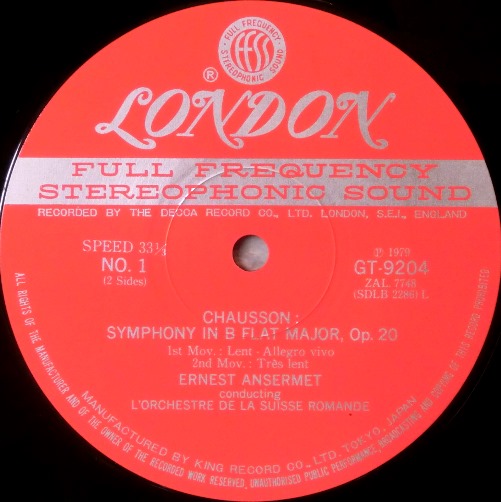 FULL FREQUENCY
ffss
STEREOPHONIC SOUND
®
LONDON
FULL FREQUENCY
STEREOPHONIC SOUND
RECORDED BY THE DECCA RECORD CO., LTD. LONDON, S.E.I., ENGLAND
SPEED 33⅓
NO. 1
(2 Sides)
℗ 1979
GT-9204
ZAL. 7748
(SDLB 2286) L
CHAUSSON:
SYMPHONY IN B FLAT MAJOR, Op. 20
1st Mov.: Lent - Allegro vivo
2nd Mov.: Très lent
ERNEST ANSERMET
conducting
L'ORCHESTRE DE LA SUISSE ROMANDE
MANUFACTURED BY KING RECORD CO., LTD. TOKYO, JAPAN
ALL RIGHTS OF THE MANUFACTURER AND OF THE OWNER OF THE RECORDED WORK RESERVED, UNAUTHORISED PUBLIC PERFORMANCE, BROADCASTING AND COPYING OF THIS RECORD PROHIBITED